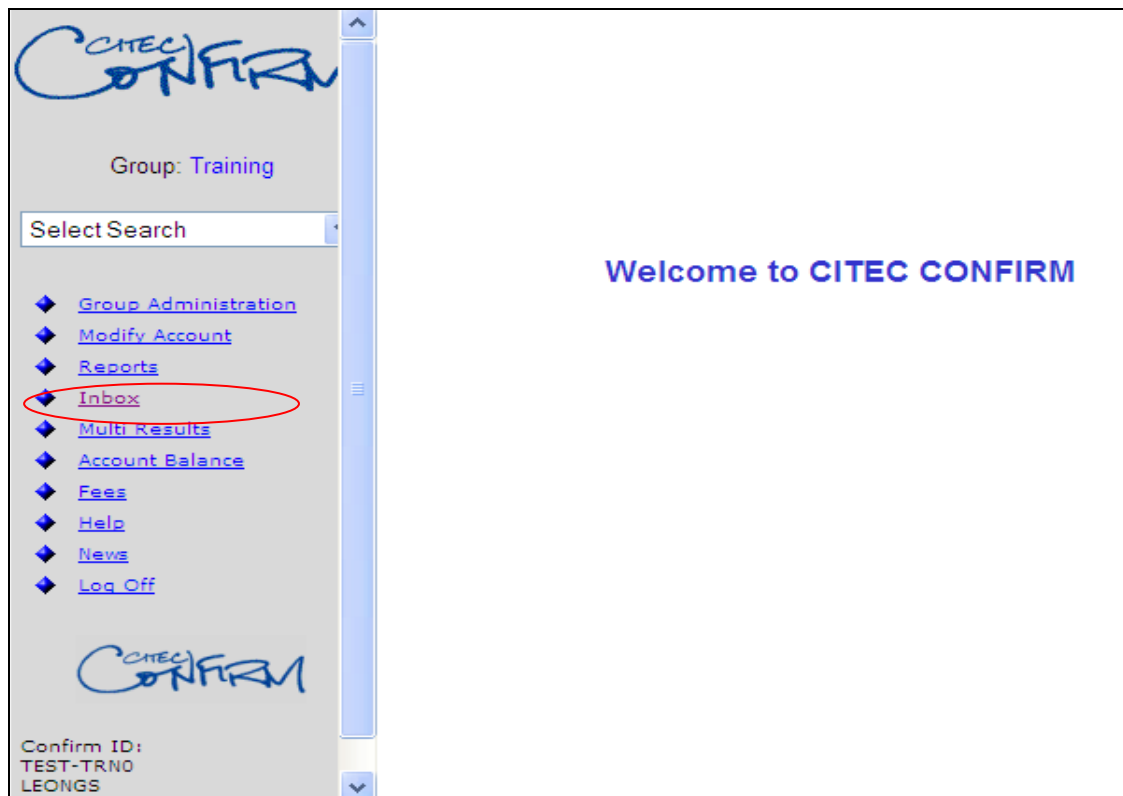 CITEC
CONFIRM
Group: Training
Select Search
Welcome to CITEC CONFIRM
Group Administration
Modify Account
Reports
Inbox
Multi Results
Account Balance
Fees
Help
News
Log Off
CITEC
CONFIRM
Confirm ID:
TEST-TRN0
LEONGS